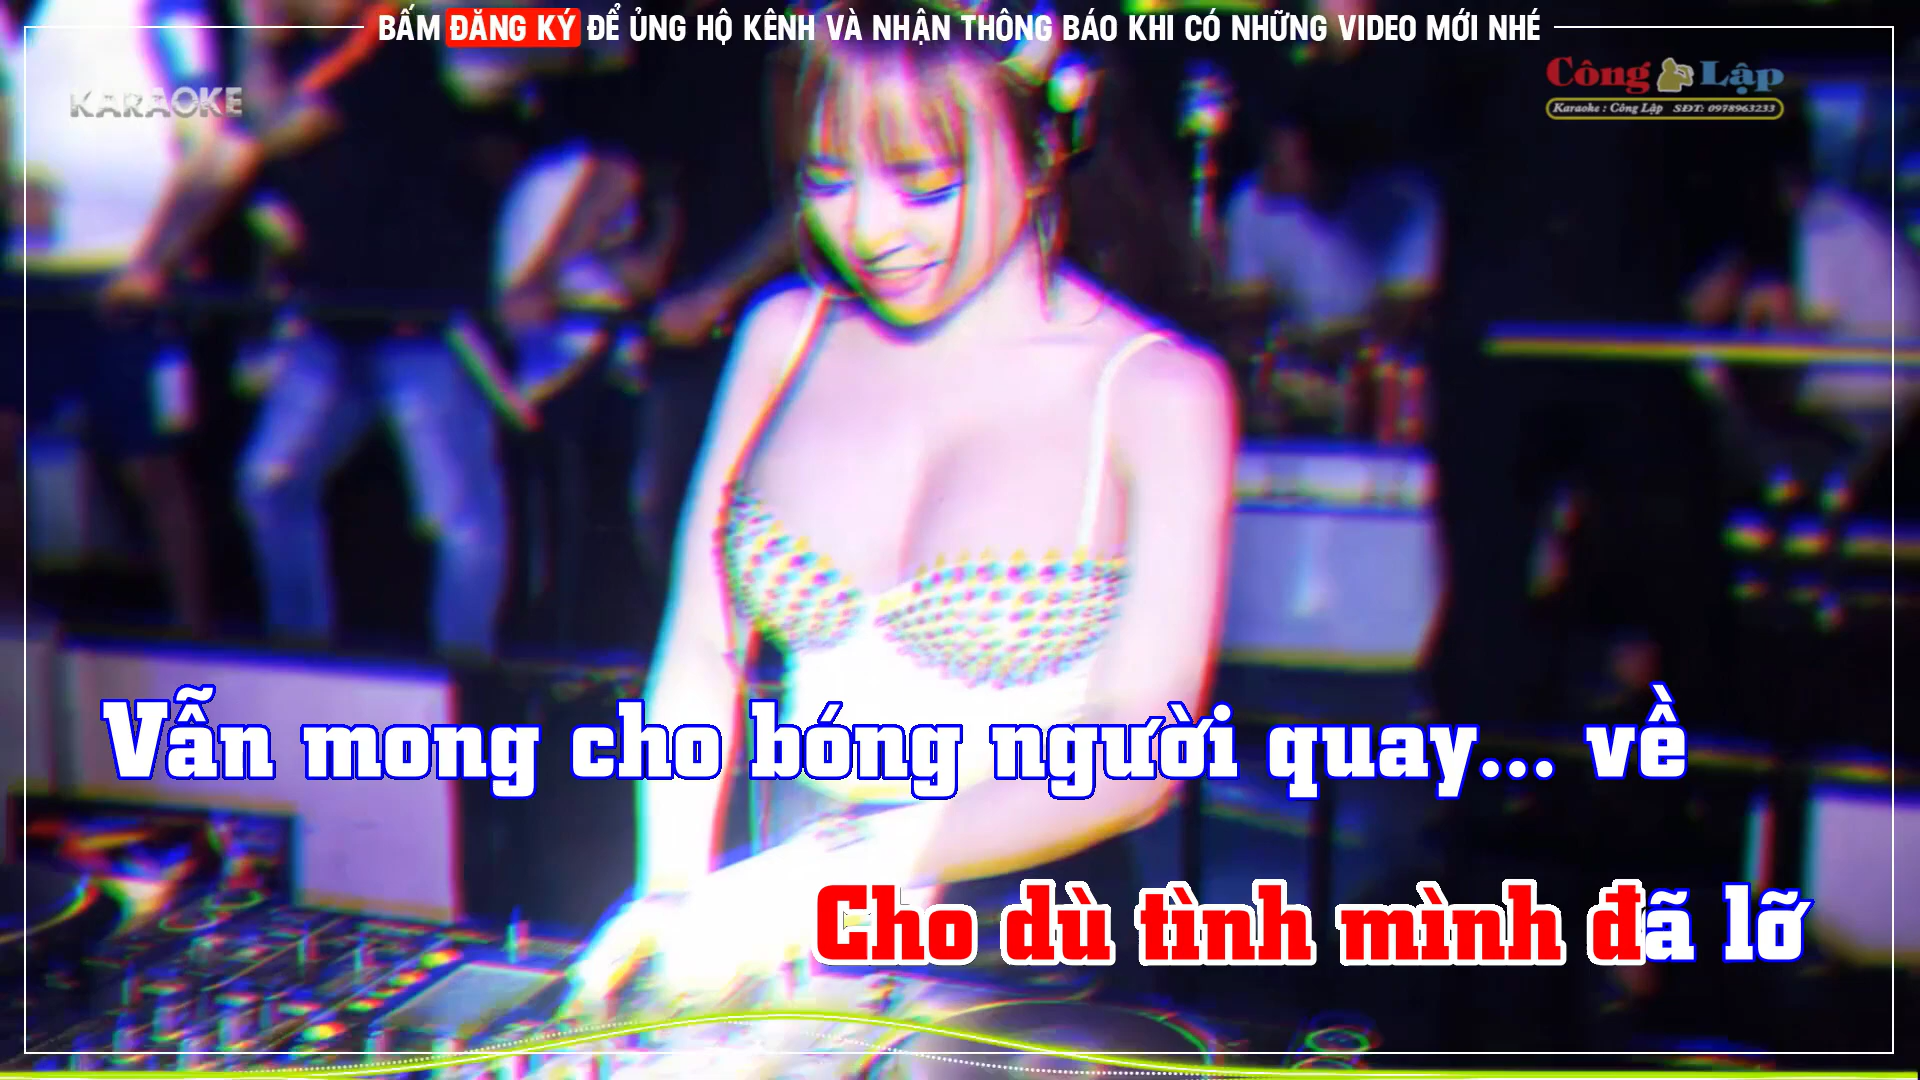 BẤM ĐĂNG KÝ ĐỂ ỦNG HỘ KÊNH VÀ NHẬN THÔNG BÁO KHI CÓ NHỮNG VIDEO MỚI NHÉ
KARAOKE
Công Lập
Karaoke : Công Lập SĐT: 0978963233
Vẫn mong cho bóng người quay... về
Cho dù tình mình đã lỡ